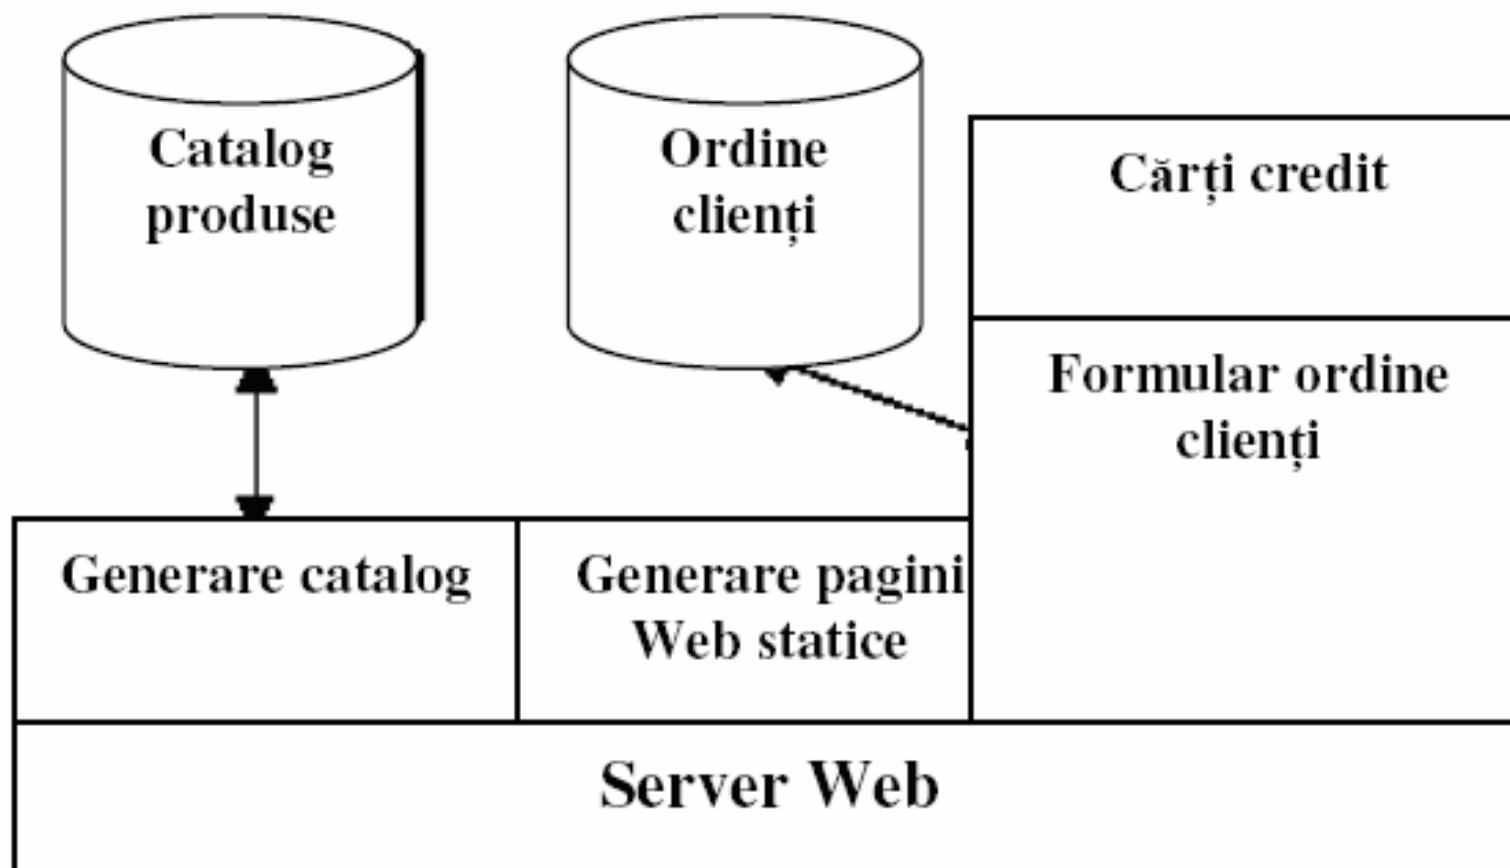 Catalog
produse
Ordine
clienți
Cărți credit
Formular ordine
clienți
Generare catalog
Generare pagini
Web statice
Server Web